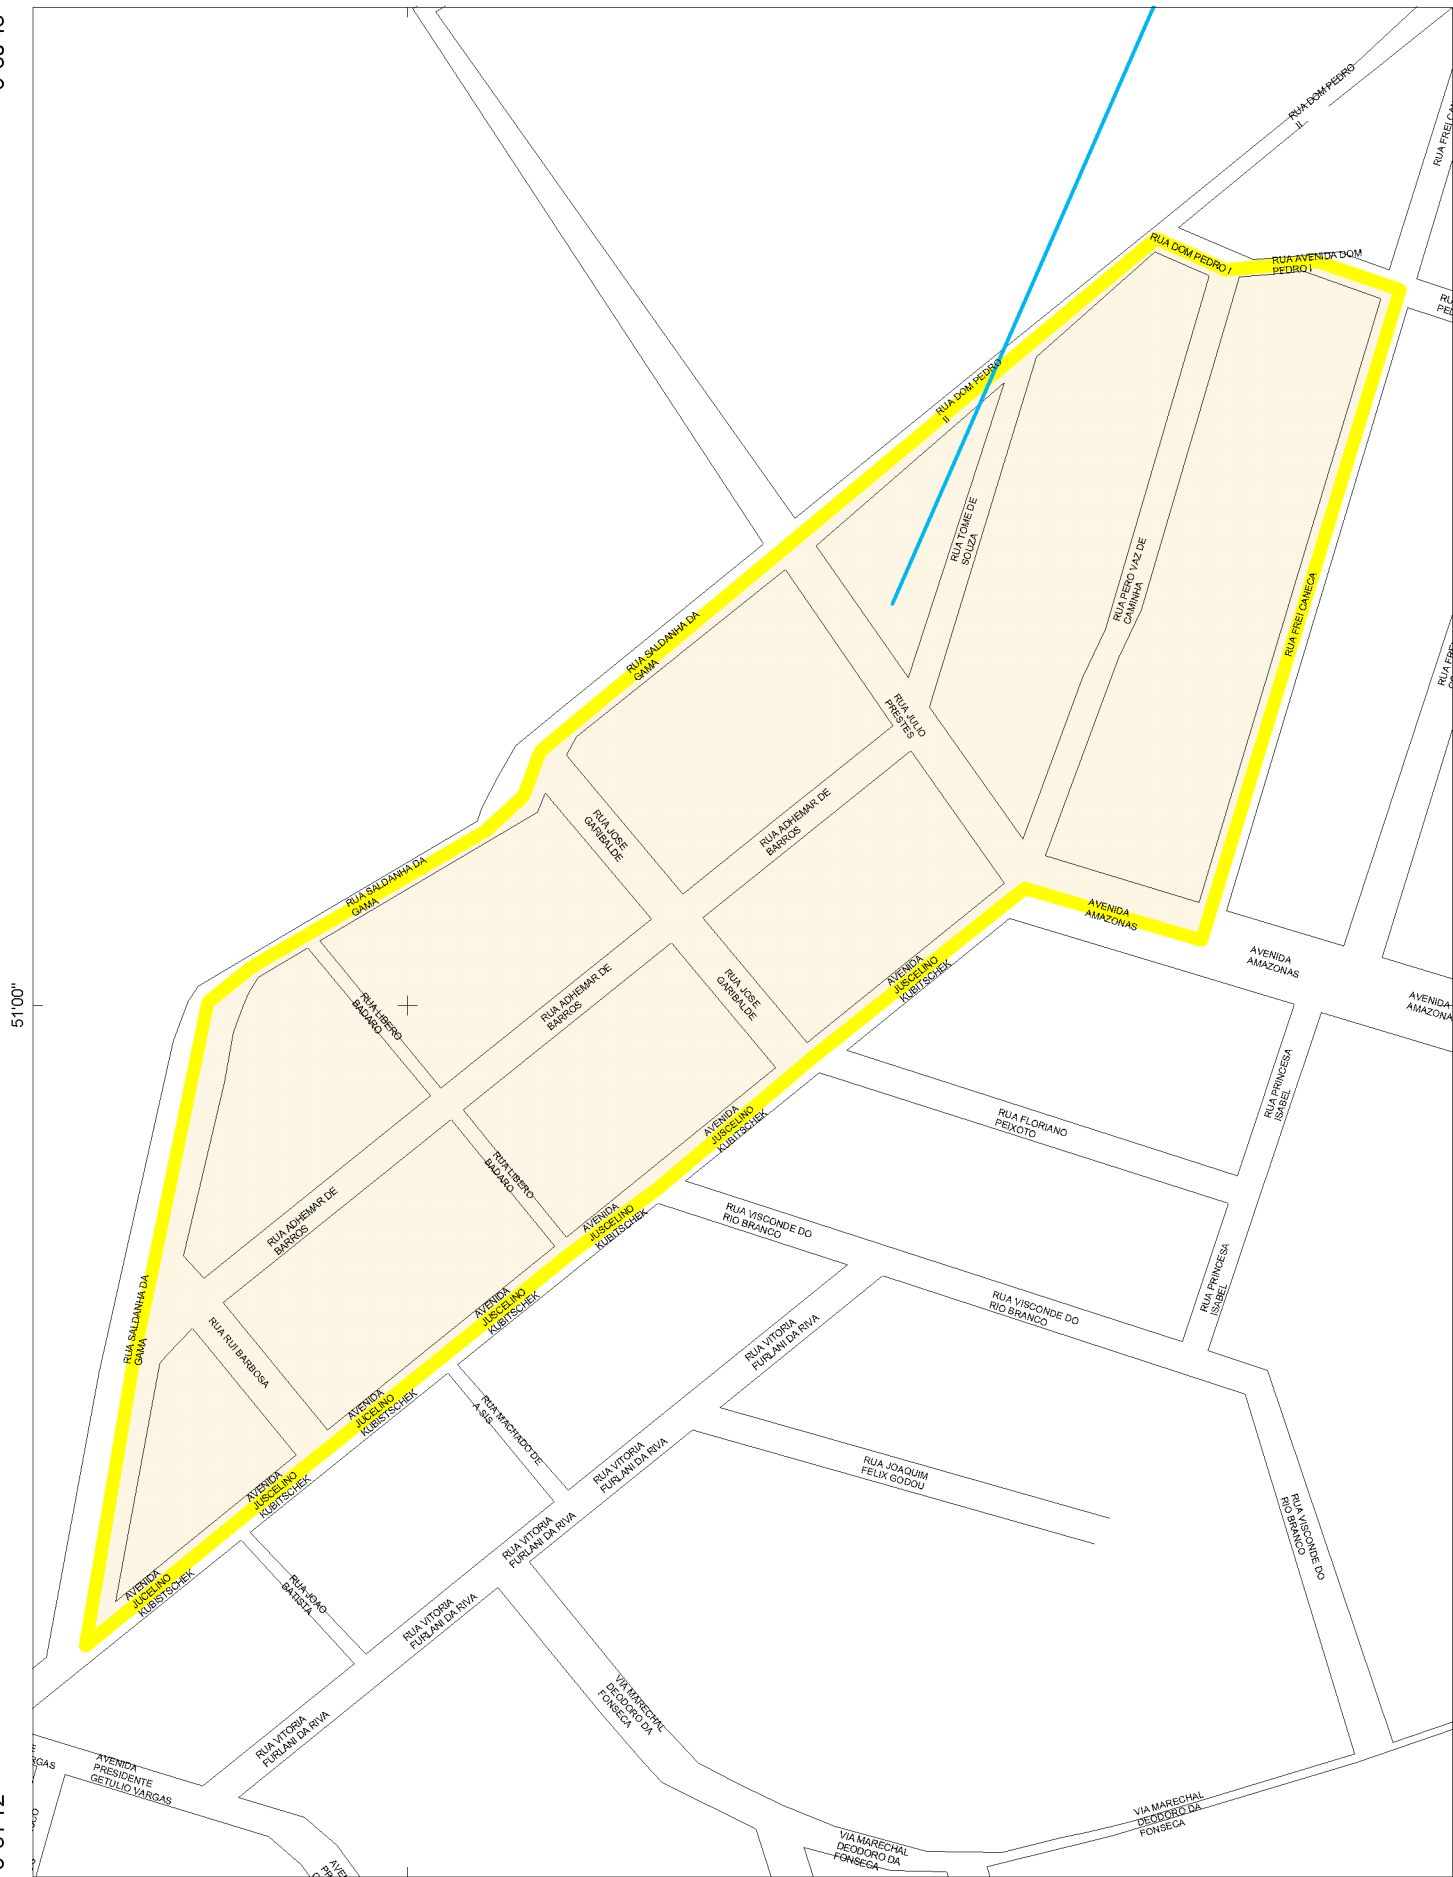 RUA DOM PEDRO
II
RUA DOM PEDRO I
RUA AVENIDA DOM
PEDRO I
RUA DOM PEDRO
II
RUA TOME DE
SOUZA
RUA PERO VAZ DE
CAMINHA
RUA FREI CANECA
RUA SALDANHA DA
GAMA
RUA JULIO
PRESTES
RUA JOSE
GARIBALDE
RUA ADHEMAR DE
BARROS
RUA SALDANHA DA
GAMA
AVENIDA
AMAZONAS
AVENIDA
AMAZONAS
AVENIDA
51'00"
RUA LIBERO
BADARO
RUA ADHEMAR DE
BARROS
RUA JOSE
GARIBALDE
AVENIDA
JUSCELINO
KUBITSCHEK
RUA PRINCESA
ISABEL
RUA FLORIANO
PEIXOTO
AVENIDA
JUSCELINO
KUBITSCHEK
RUA LIBERO
BADARO
RUA ADHEMAR DE
BARROS
AVENIDA
JUSCELINO
KUBITSCHEK
RUA VISCONDE DO
RIO BRANCO
RUA PRINCESA
ISABEL
RUA VISCONDE DO
RIO BRANCO
RUA SALDANHA DA
GAMA
RUA RUI BARBOSA
AVENIDA
JUSCELINO
KUBITSCHEK
RUA VITORIA
FURLANI DA RIVA
AVENIDA
JUCELINO
KUBISTSCHEK
RUA MACHADO DE
ASSIS
RUA VITORIA
FURLANI DA RIVA
RUA JOAQUIM
FELIX GODOU
AVENIDA
JUSCELINO
KUBITSCHEK
RUA VITORIA
FURLANI DA RIVA
RUA VISCONDE DO
RIO BRANCO
AVENIDA
JUCELINO
KUBISTSCHEK
RUA JOAO
BATISTA
RUA VITORIA
FURLANI DA RIVA
VIA MARECHAL
DEODORO DA
FONSECA
RUA VITORIA
FURLANI DA RIVA
AVENIDA
PRESIDENTE
GETULIO VARGAS
VIA MARECHAL
DEODORO DA
FONSECA
VIA MARECHAL
DEODORO DA
FONSECA